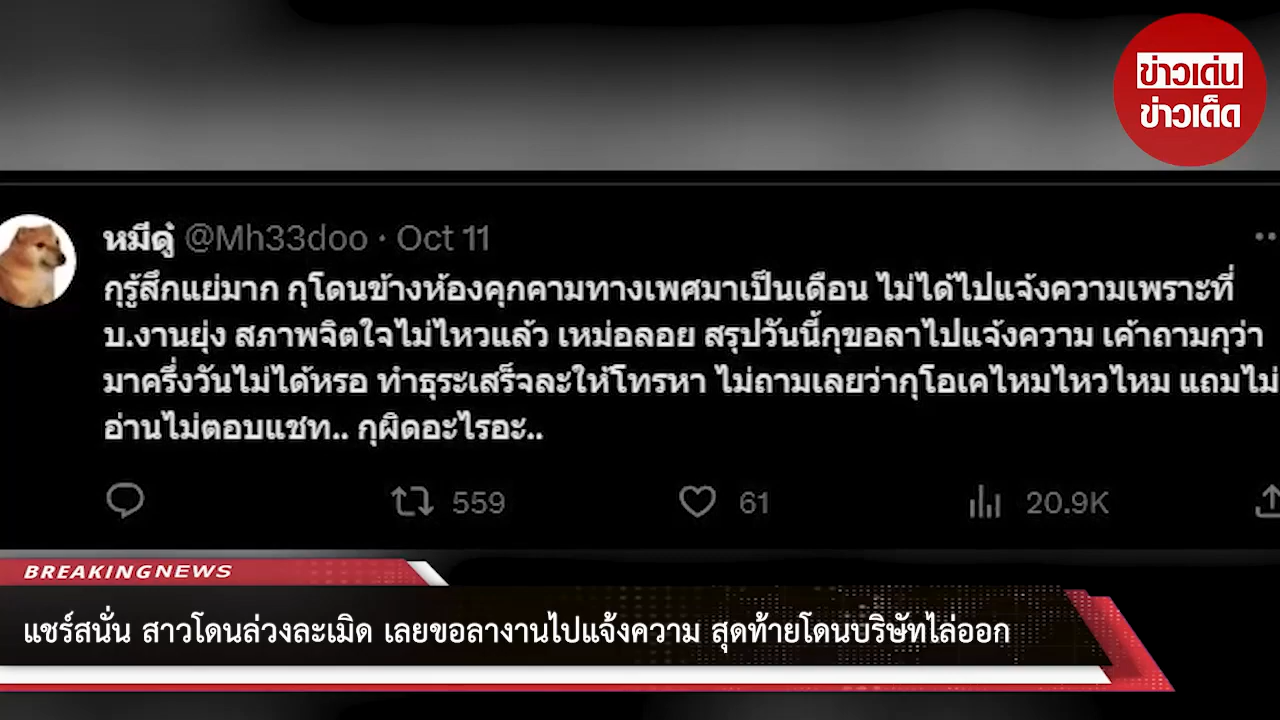 ข่าวเด่น
ข่าวเด็ด
หมีดู๋ @Mh33doo · Oct 11
กุรู้สึกแย่มาก กุโดนข้างห้องคุกคามทางเพศมาเป็นเดือน ไม่ได้ไปแจ้งความเพราะที่
บ.งานยุ่ง สภาพจิตใจไม่ไหวแล้ว เหม่อลอย สรุปวันนี้กุขอลาไปแจ้งความ เค้าถามกุว่า
มาครึ่งวันไม่ได้หรอ ทำธุระเสร็จละให้โทรหา ไม่ถามเลยว่ากุโอเคไหมไหวไหม แถมไม่
อ่านไม่ตอบแชท.. กุผิดอะไรอะ..
559 61 20.9K
BREAKINGNEWS
แชร์สนั่น สาวโดนล่วงละเมิด เลยขอลางานไปแจ้งความ สุดท้ายโดนบริษัทไล่ออก